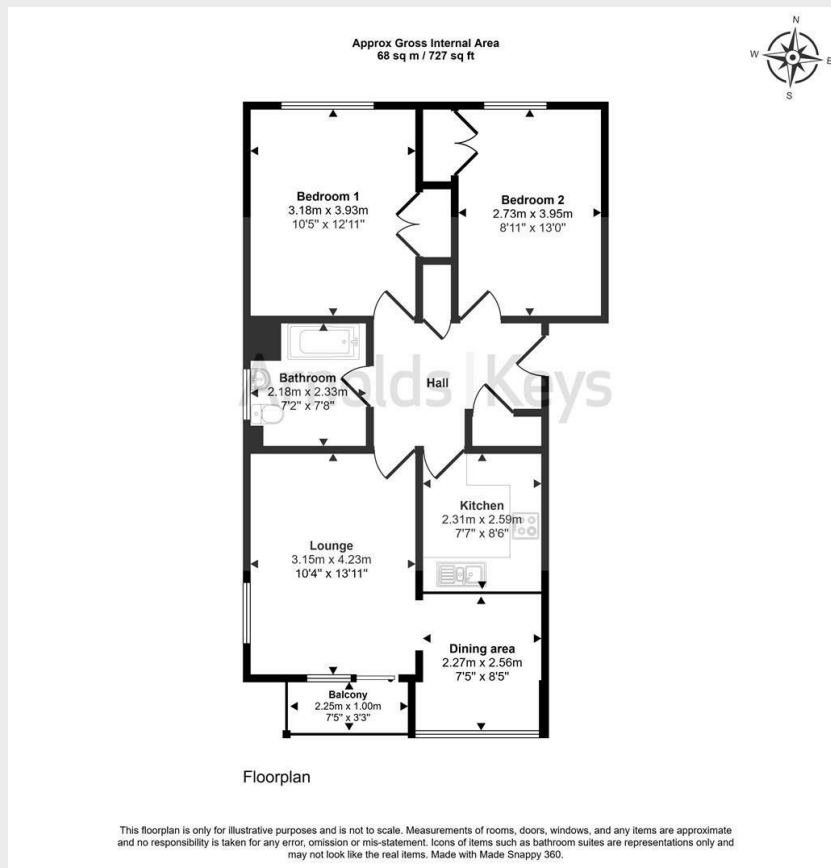 Approx Gross Internal Area
68 sq m / 727 sq ft
N
W
E
S
Bedroom 1
3.18m x 3.93m
10'5" x 12'11"
Bedroom 2
2.73m x 3.95m
8'11" x 13'0"
Arnolds | Keys
Bathroom
2.18m x 2.33m
7'2" x 7'8"
Hall
Kitchen
2.31m x 2.59m
7'7" x 8'6"
Lounge
3.15m x 4.23m
10'4" x 13'11"
Dining area
2.27m x 2.56m
7'5" x 8'5"
Balcony
2.25m x 1.00m
7'5" x 3'3"
Floorplan
This floorplan is only for illustrative purposes and is not to scale. Measurements of rooms, doors, windows, and any items are approximate
and no responsibility is taken for any error, omission or mis-statement. Icons of items such as bathroom suites are representations only and
may not look like the real items. Made with Made Snappy 360.